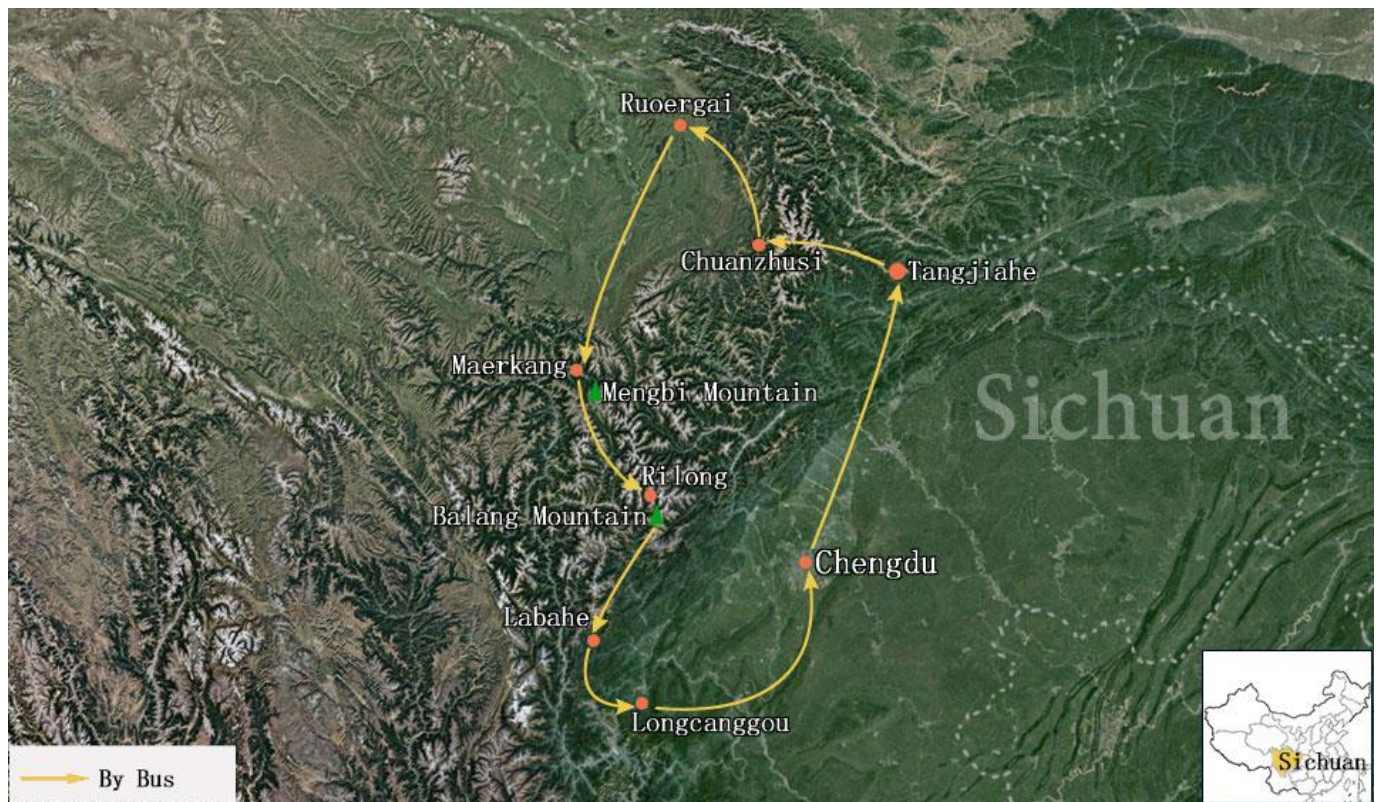 Ruoergai
Chuanzhusi
Tangjiahe
Maerkang
Mengbi Mountain
Sichuan
Rilong
Balang Mountain
Chengdu
Labahe
Longcanggou
By Bus
Sichuan